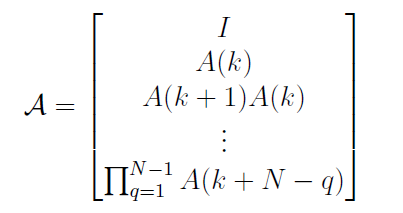 I
A(k)
𝒜 = A(k + 1)A(k)
⋮
∏_{q=1}^{N−1} A(k + N − q)